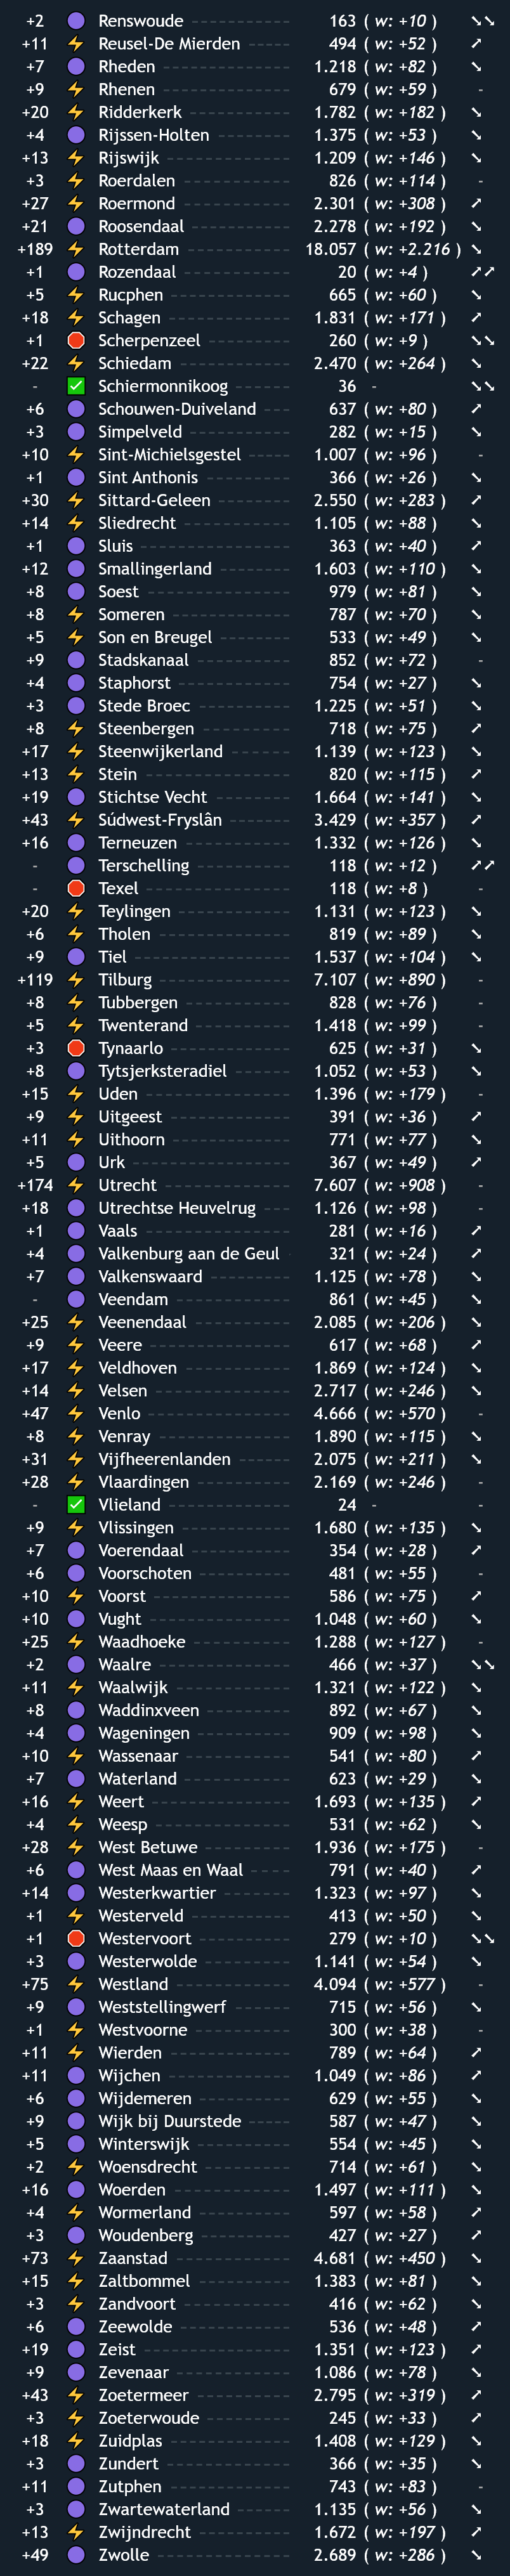 +2 Renswoude 163 ( w: +10 )
+11 Reusel-De Mierden 494 ( w: +52 )
+7 Rheden 1.218 ( w: +82 )
+9 Rhenen 679 ( w: +59 ) -
+20 Ridderkerk 1.782 ( w: +182 )
+4 Rijssen-Holten 1.375 ( w: +53 )
+13 Rijswijk 1.209 ( w: +146 )
+3 Roerdalen 826 ( w: +114 ) -
+27 Roermond 2.301 ( w: +308 )
+21 Roosendaal 2.278 ( w: +192 )
+189 Rotterdam 18.057 ( w: +2.216 )
+1 Rozendaal 20 ( w: +4 )
+5 Rucphen 665 ( w: +60 )
+18 Schagen 1.831 ( w: +171 )
+1 Scherpenzeel 260 ( w: +9 )
+22 Schiedam 2.470 ( w: +264 )
- Schiermonnikoog 36 -
+6 Schouwen-Duiveland 637 ( w: +80 )
+3 Simpelveld 282 ( w: +15 )
+10 Sint-Michielsgestel 1.007 ( w: +96 ) -
+1 Sint Anthonis 366 ( w: +26 )
+30 Sittard-Geleen 2.550 ( w: +283 )
+14 Sliedrecht 1.105 ( w: +88 )
+1 Sluis 363 ( w: +40 )
+12 Smallingerland 1.603 ( w: +110 )
+8 Soest 979 ( w: +81 )
+8 Someren 787 ( w: +70 )
+5 Son en Breugel 533 ( w: +49 )
+9 Stadskanaal 852 ( w: +72 ) -
+4 Staphorst 754 ( w: +27 )
+3 Stede Broec 1.225 ( w: +51 )
+8 Steenbergen 718 ( w: +75 )
+17 Steenwijkerland 1.139 ( w: +123 )
+13 Stein 820 ( w: +115 )
+19 Stichtse Vecht 1.664 ( w: +141 )
+43 Súdwest-Fryslân 3.429 ( w: +357 )
+16 Terneuzen 1.332 ( w: +126 )
- Terschelling 118 ( w: +12 )
- Texel 118 ( w: +8 ) -
+20 Teylingen 1.131 ( w: +123 )
+6 Tholen 819 ( w: +89 )
+9 Tiel 1.537 ( w: +104 )
+119 Tilburg 7.107 ( w: +890 ) -
+8 Tubbergen 828 ( w: +76 ) -
+5 Twenterand 1.418 ( w: +99 ) -
+3 Tynaarlo 625 ( w: +31 )
+8 Tytsjerksteradiel 1.052 ( w: +53 )
+15 Uden 1.396 ( w: +179 ) -
+9 Uitgeest 391 ( w: +36 )
+11 Uithoorn 771 ( w: +77 )
+5 Urk 367 ( w: +49 )
+174 Utrecht 7.607 ( w: +908 ) -
+18 Utrechtse Heuvelrug 1.126 ( w: +98 ) -
+1 Vaals 281 ( w: +16 )
+4 Valkenburg aan de Geul 321 ( w: +24 )
+7 Valkenswaard 1.125 ( w: +78 )
- Veendam 861 ( w: +45 )
+25 Veenendaal 2.085 ( w: +206 )
+9 Veere 617 ( w: +68 )
+17 Veldhoven 1.869 ( w: +124 )
+14 Velsen 2.717 ( w: +246 )
+47 Venlo 4.666 ( w: +570 ) -
+8 Venray 1.890 ( w: +115 )
+31 Vijfheerenlanden 2.075 ( w: +211 )
+28 Vlaardingen 2.169 ( w: +246 ) -
- Vlieland 24 - -
+9 Vlissingen 1.680 ( w: +135 )
+7 Voerendaal 354 ( w: +28 )
+6 Voorschoten 481 ( w: +55 ) -
+10 Voorst 586 ( w: +75 )
+10 Vught 1.048 ( w: +60 )
+25 Waadhoeke 1.288 ( w: +127 ) -
+2 Waalre 466 ( w: +37 )
+11 Waalwijk 1.321 ( w: +122 )
+8 Waddinxveen 892 ( w: +67 )
+4 Wageningen 909 ( w: +98 )
+10 Wassenaar 541 ( w: +80 )
+7 Waterland 623 ( w: +29 )
+16 Weert 1.693 ( w: +135 )
+4 Weesp 531 ( w: +62 )
+28 West Betuwe 1.936 ( w: +175 ) -
+6 West Maas en Waal 791 ( w: +40 )
+14 Westerkwartier 1.323 ( w: +97 )
+1 Westerveld 413 ( w: +50 )
+1 Westervoort 279 ( w: +10 )
+3 Westerwolde 1.141 ( w: +54 )
+75 Westland 4.094 ( w: +577 ) -
+9 Weststellingwerf 715 ( w: +56 )
+1 Westvoorne 300 ( w: +38 ) -
+11 Wierden 789 ( w: +64 )
+11 Wijchen 1.049 ( w: +86 )
+6 Wijdemeren 629 ( w: +55 )
+9 Wijk bij Duurstede 587 ( w: +47 )
+5 Winterswijk 554 ( w: +45 )
+2 Woensdrecht 714 ( w: +61 )
+16 Woerden 1.497 ( w: +111 )
+4 Wormerland 597 ( w: +58 )
+3 Woudenberg 427 ( w: +27 )
+73 Zaanstad 4.681 ( w: +450 )
+15 Zaltbommel 1.383 ( w: +81 )
+3 Zandvoort 416 ( w: +62 )
+6 Zeewolde 536 ( w: +48 )
+19 Zeist 1.351 ( w: +123 )
+9 Zevenaar 1.086 ( w: +78 )
+43 Zoetermeer 2.795 ( w: +319 )
+3 Zoeterwoude 245 ( w: +33 )
+18 Zuidplas 1.408 ( w: +129 )
+3 Zundert 366 ( w: +35 )
+11 Zutphen 743 ( w: +83 ) -
+3 Zwartewaterland 1.135 ( w: +56 )
+13 Zwijndrecht 1.672 ( w: +197 )
+49 Zwolle 2.689 ( w: +286 )